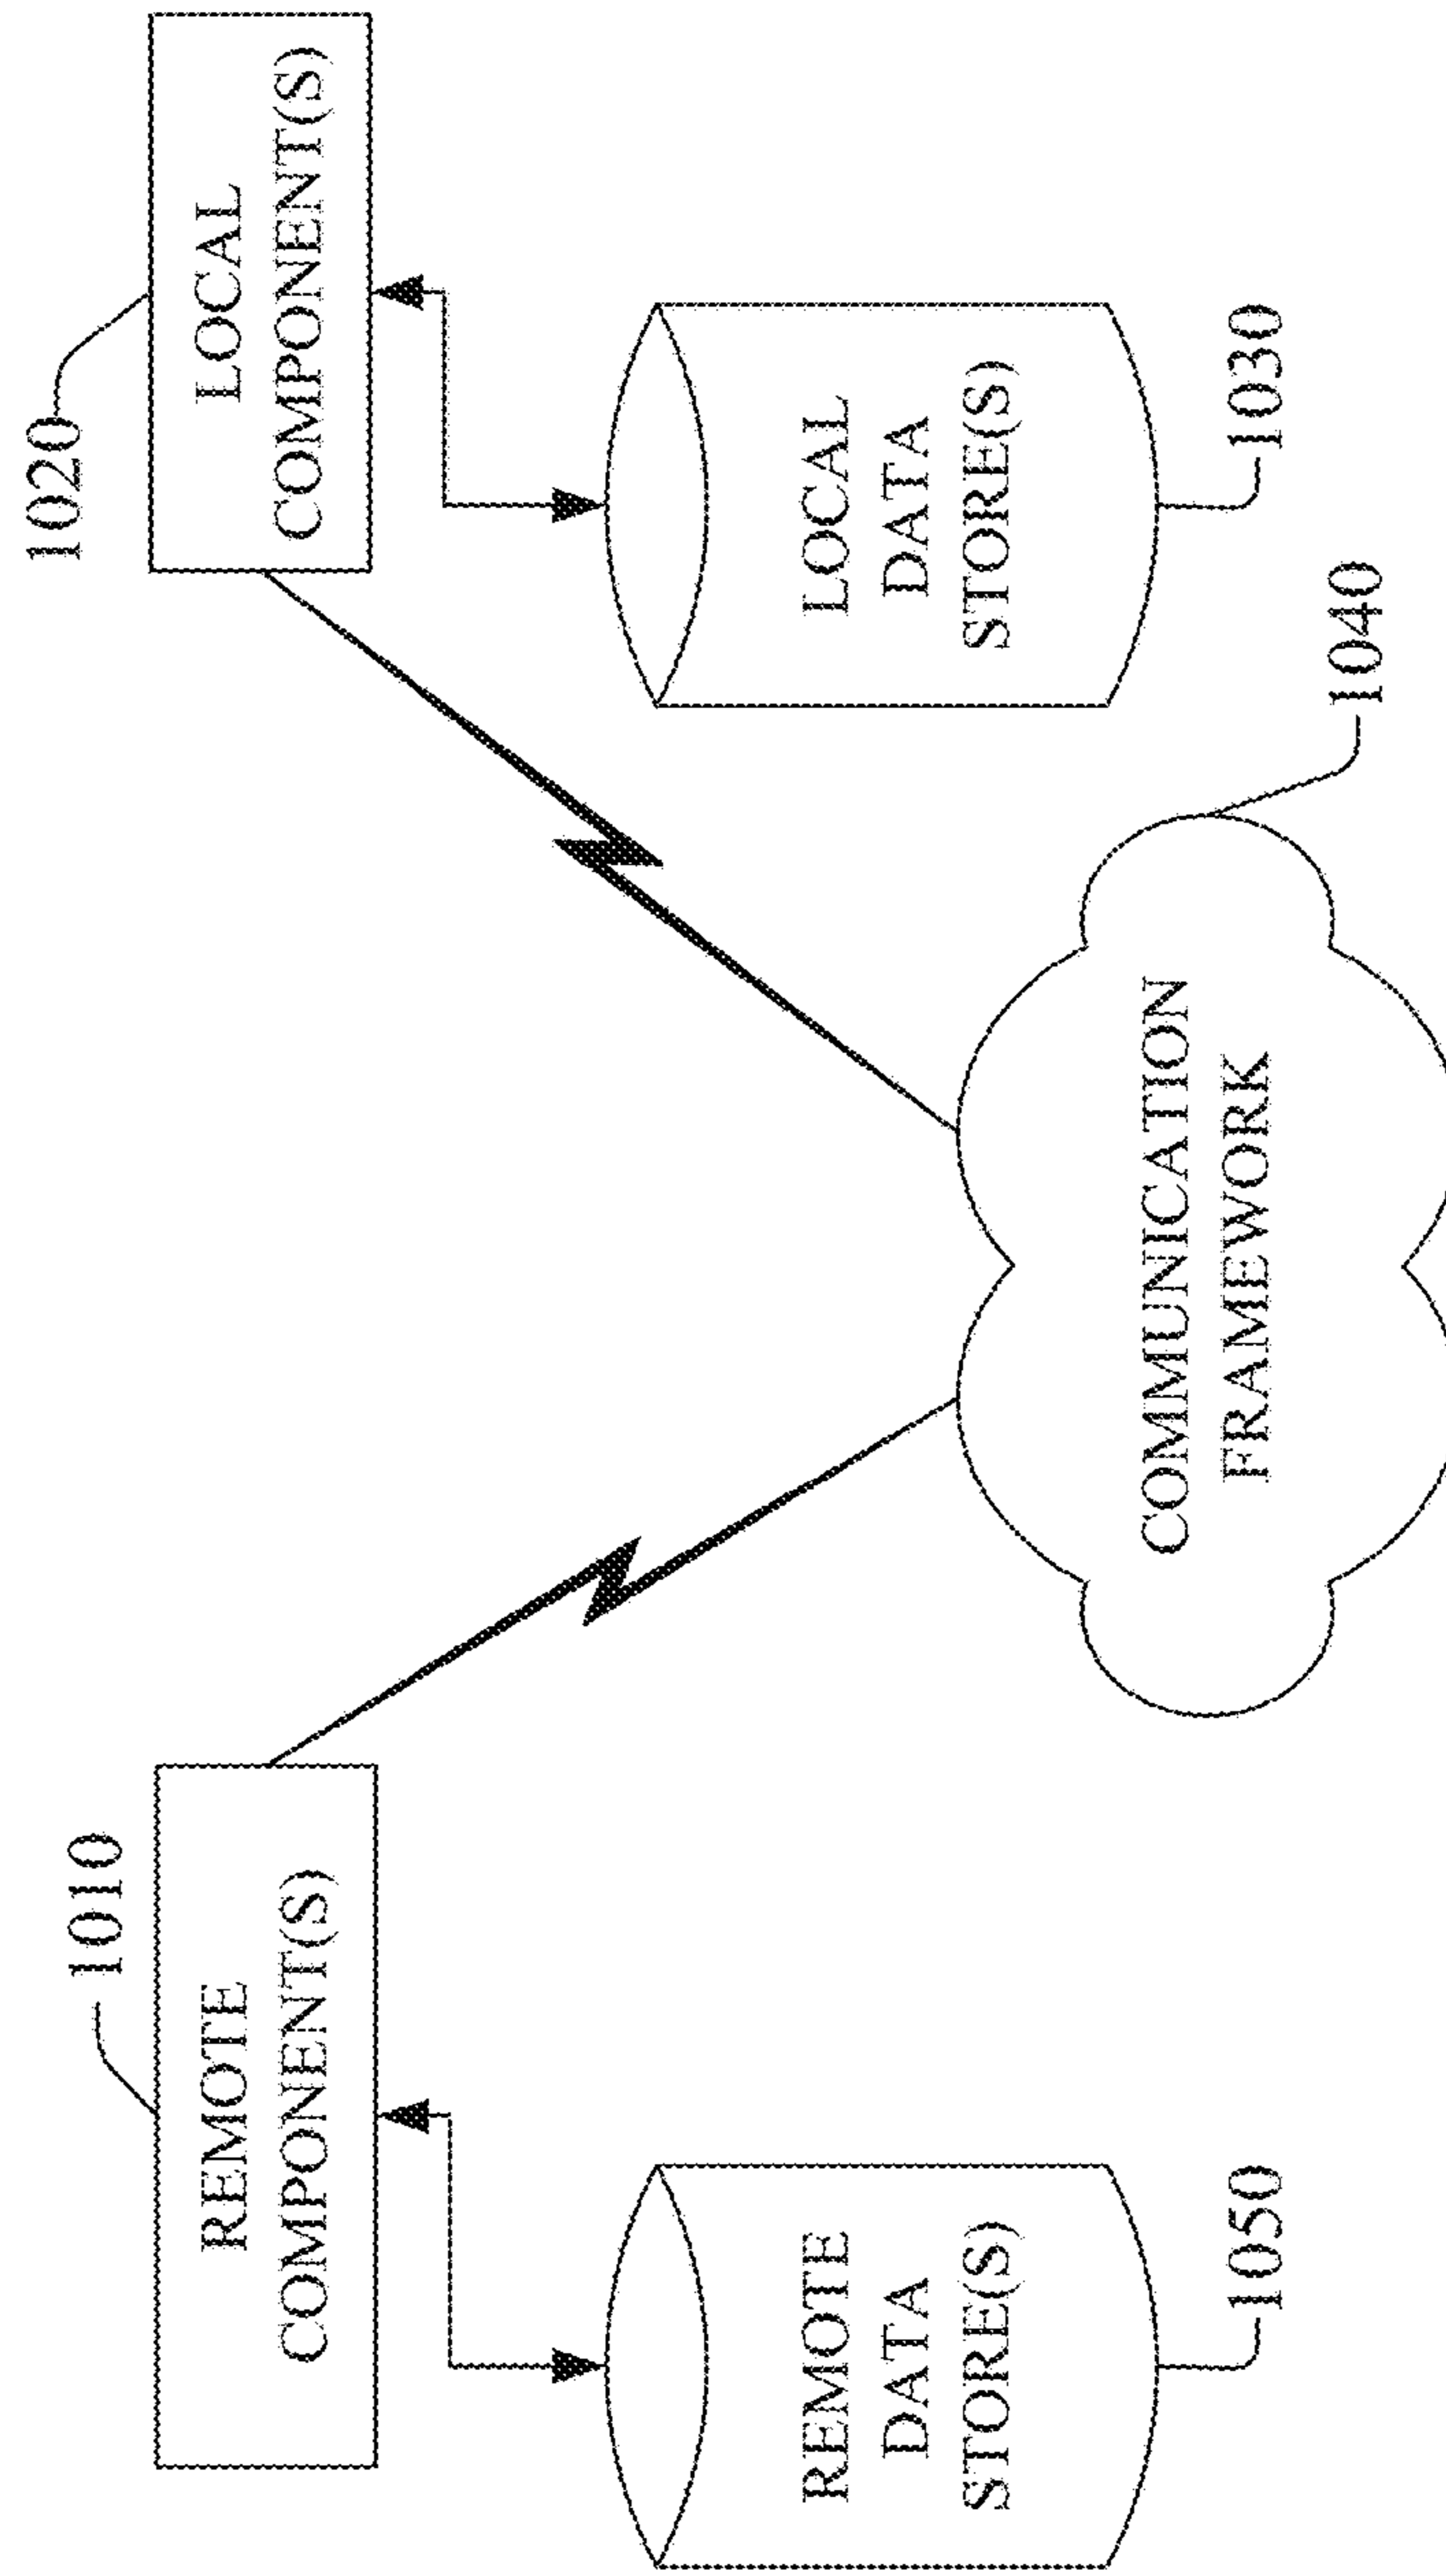 1010
REMOTE
COMPONENT(S)
1020
LOCAL
COMPONENT(S)
REMOTE
DATA
STORE(S)
1050
LOCAL
DATA
STORE(S)
1030
COMMUNICATION
FRAMEWORK
1040